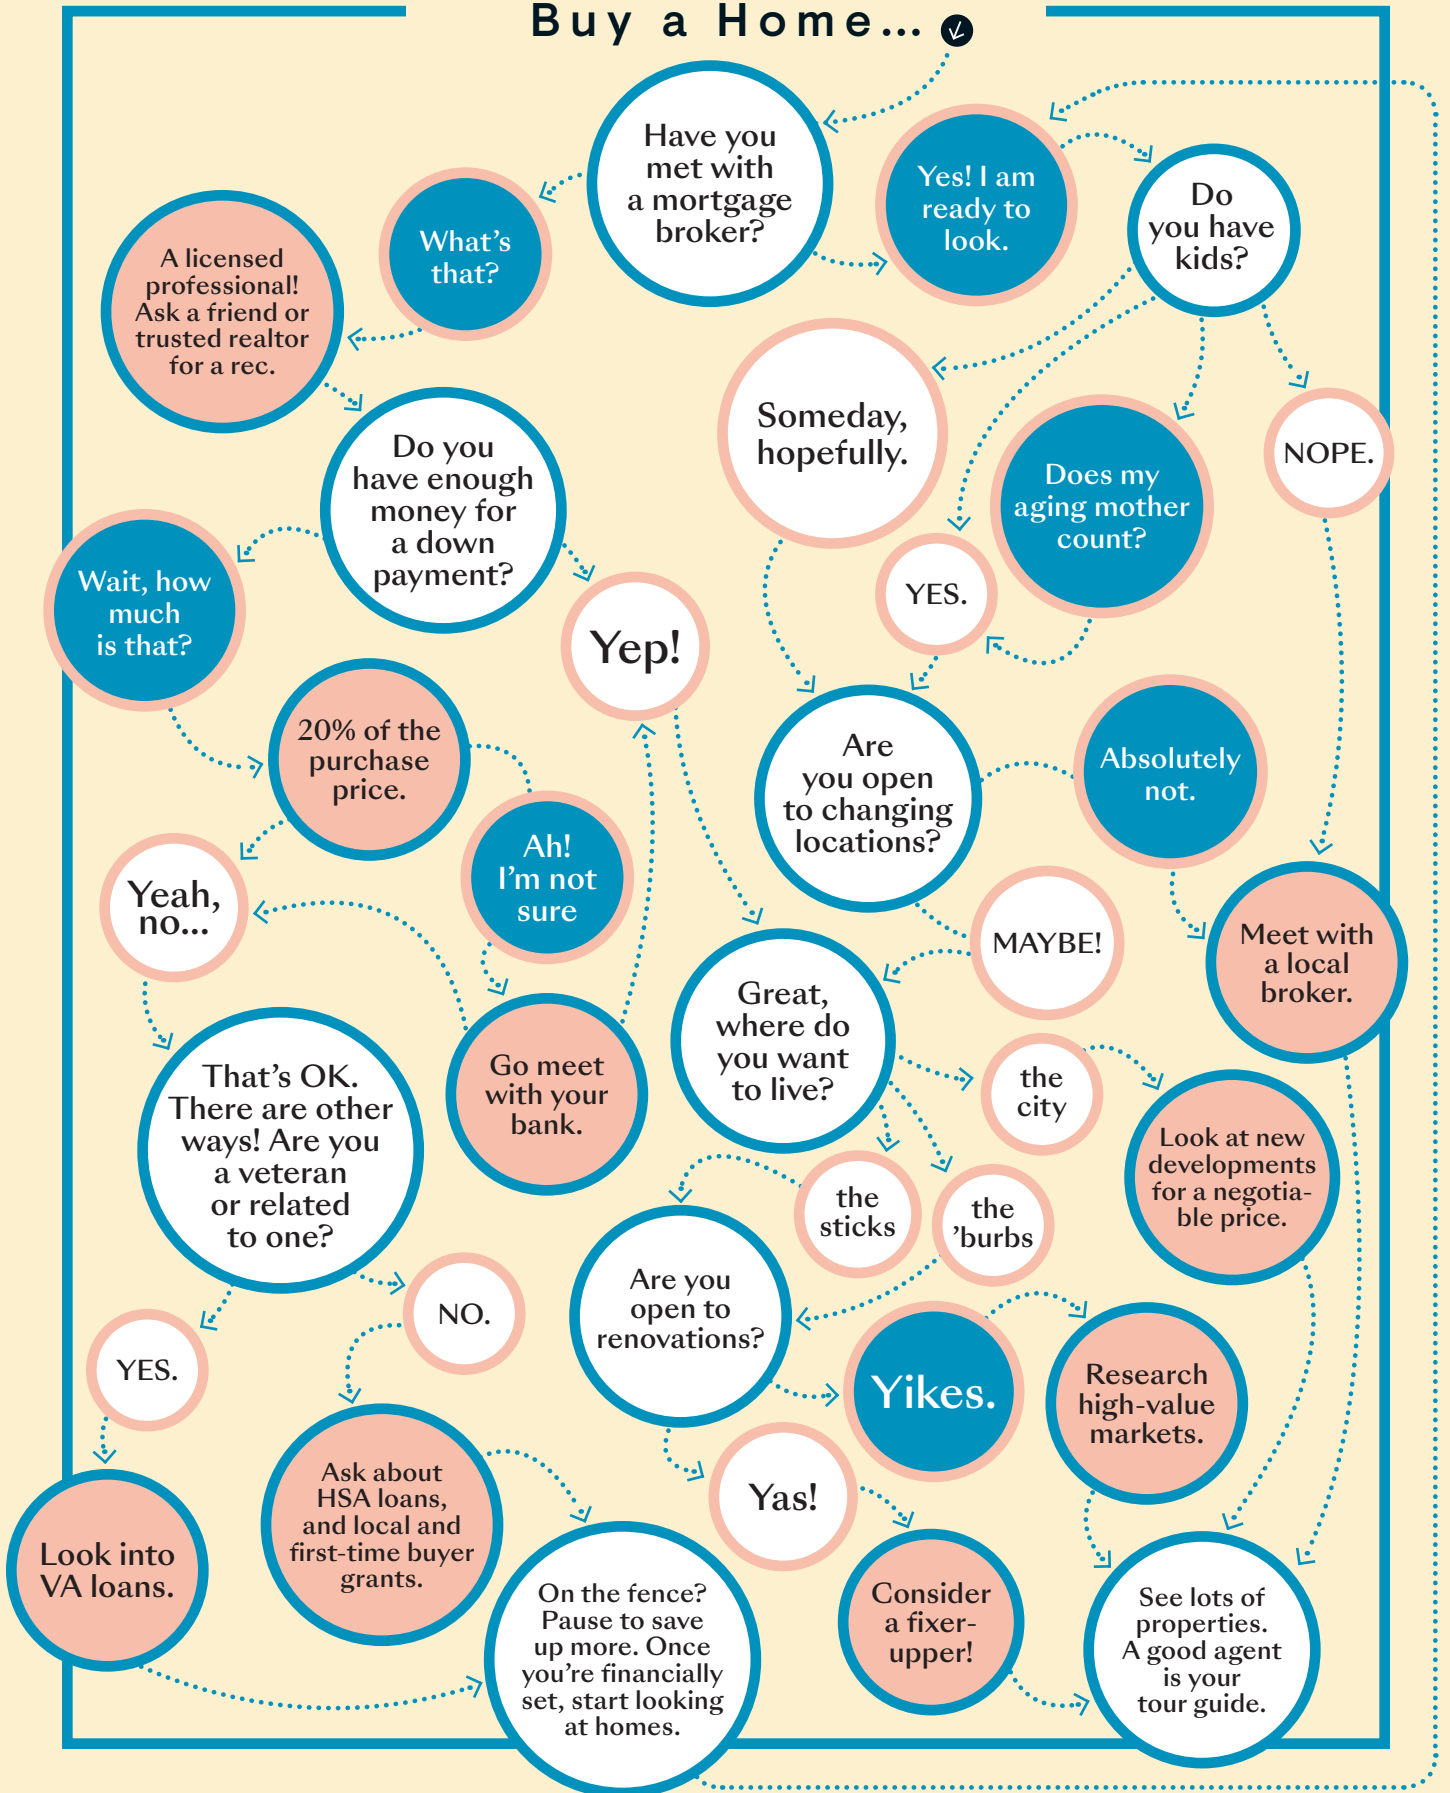 Buy a Home...
Have you
met with
a mortgage
broker?
Yes! I am
ready to
look.
Do
you have
kids?
What's
that?
A licensed
professional!
Ask a friend or
trusted realtor
for a rec.
Someday,
hopefully.
NOPE.
Does my
aging mother
count?
Do you
have enough
money for
a down
payment?
Wait, how
much
is that?
YES.
Yep!
20% of the
purchase
price.
Are
you open
to changing
locations?
Absolutely
not.
Ah!
I'm not
sure
Yeah,
no...
MAYBE!
Meet with
a local
broker.
Great,
where do
you want
to live?
Go meet
with your
bank.
That's OK.
There are other
ways! Are you
a veteran
or related
to one?
the
city
Look at new
developments
for a negotia-
ble price.
the
sticks
the
'burbs
Are you
open to
renovations?
NO.
YES.
Yikes.
Research
high-value
markets.
Yas!
Ask about
HSA loans,
and local and
first-time buyer
grants.
Look into
VA loans.
On the fence?
Pause to save
up more. Once
you're financially
set, start looking
at homes.
Consider
a fixer-
upper!
See lots of
properties.
A good agent
is your
tour guide.